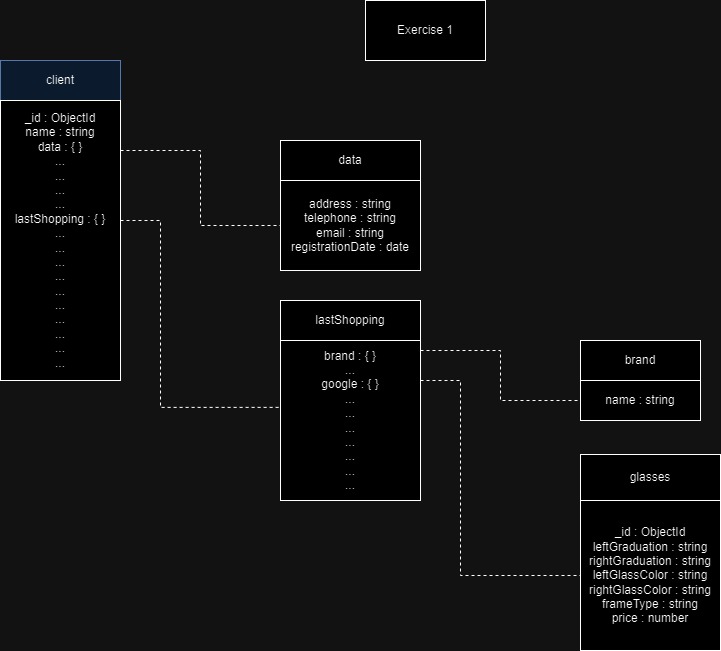 Exercise 1
client
_id : ObjectId
name : string
data : { }
...
...
...
...
lastShopping : { }
...
...
...
...
...
...
...
...
...
...
data
address : string
telephone : string
email : string
registrationDate : date
lastShopping
brand : { }
...
google : { }
...
...
...
...
...
...
...
brand
name : string
glasses
_id : ObjectId
leftGraduation : string
rightGraduation : string
leftGlassColor : string
rightGlassColor : string
frameType : string
price : number